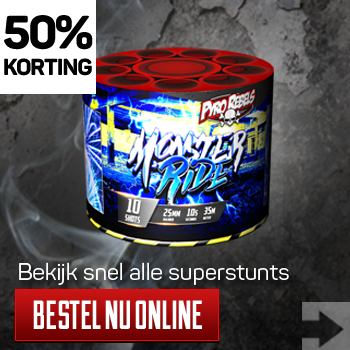 50%
KORTING
PYRO REBELS
MONSTER
RIDE
10
SHOTS
25MM
10s
35M
Bekijk snel alle superstunts
BESTEL NU ONLINE